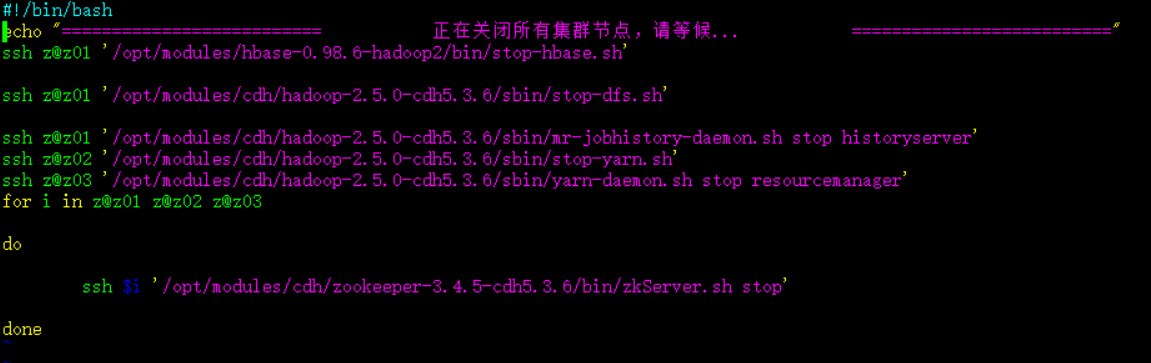 #!/bin/bash
echo "==========================           正在关闭所有集群节点，请等候...           =========================="
ssh z@z01 '/opt/modules/hbase-0.98.6-hadoop2/bin/stop-hbase.sh'
ssh z@z01 '/opt/modules/cdh/hadoop-2.5.0-cdh5.3.6/sbin/stop-dfs.sh'
ssh z@z01 '/opt/modules/cdh/hadoop-2.5.0-cdh5.3.6/sbin/mr-jobhistory-daemon.sh stop historyserver'
ssh z@z02 '/opt/modules/cdh/hadoop-2.5.0-cdh5.3.6/sbin/stop-yarn.sh'
ssh z@z03 '/opt/modules/cdh/hadoop-2.5.0-cdh5.3.6/sbin/yarn-daemon.sh stop resourcemanager'
for i in z@z01 z@z02 z@z03
do
        ssh $i '/opt/modules/cdh/zookeeper-3.4.5-cdh5.3.6/bin/zkServer.sh stop'
done
~
~